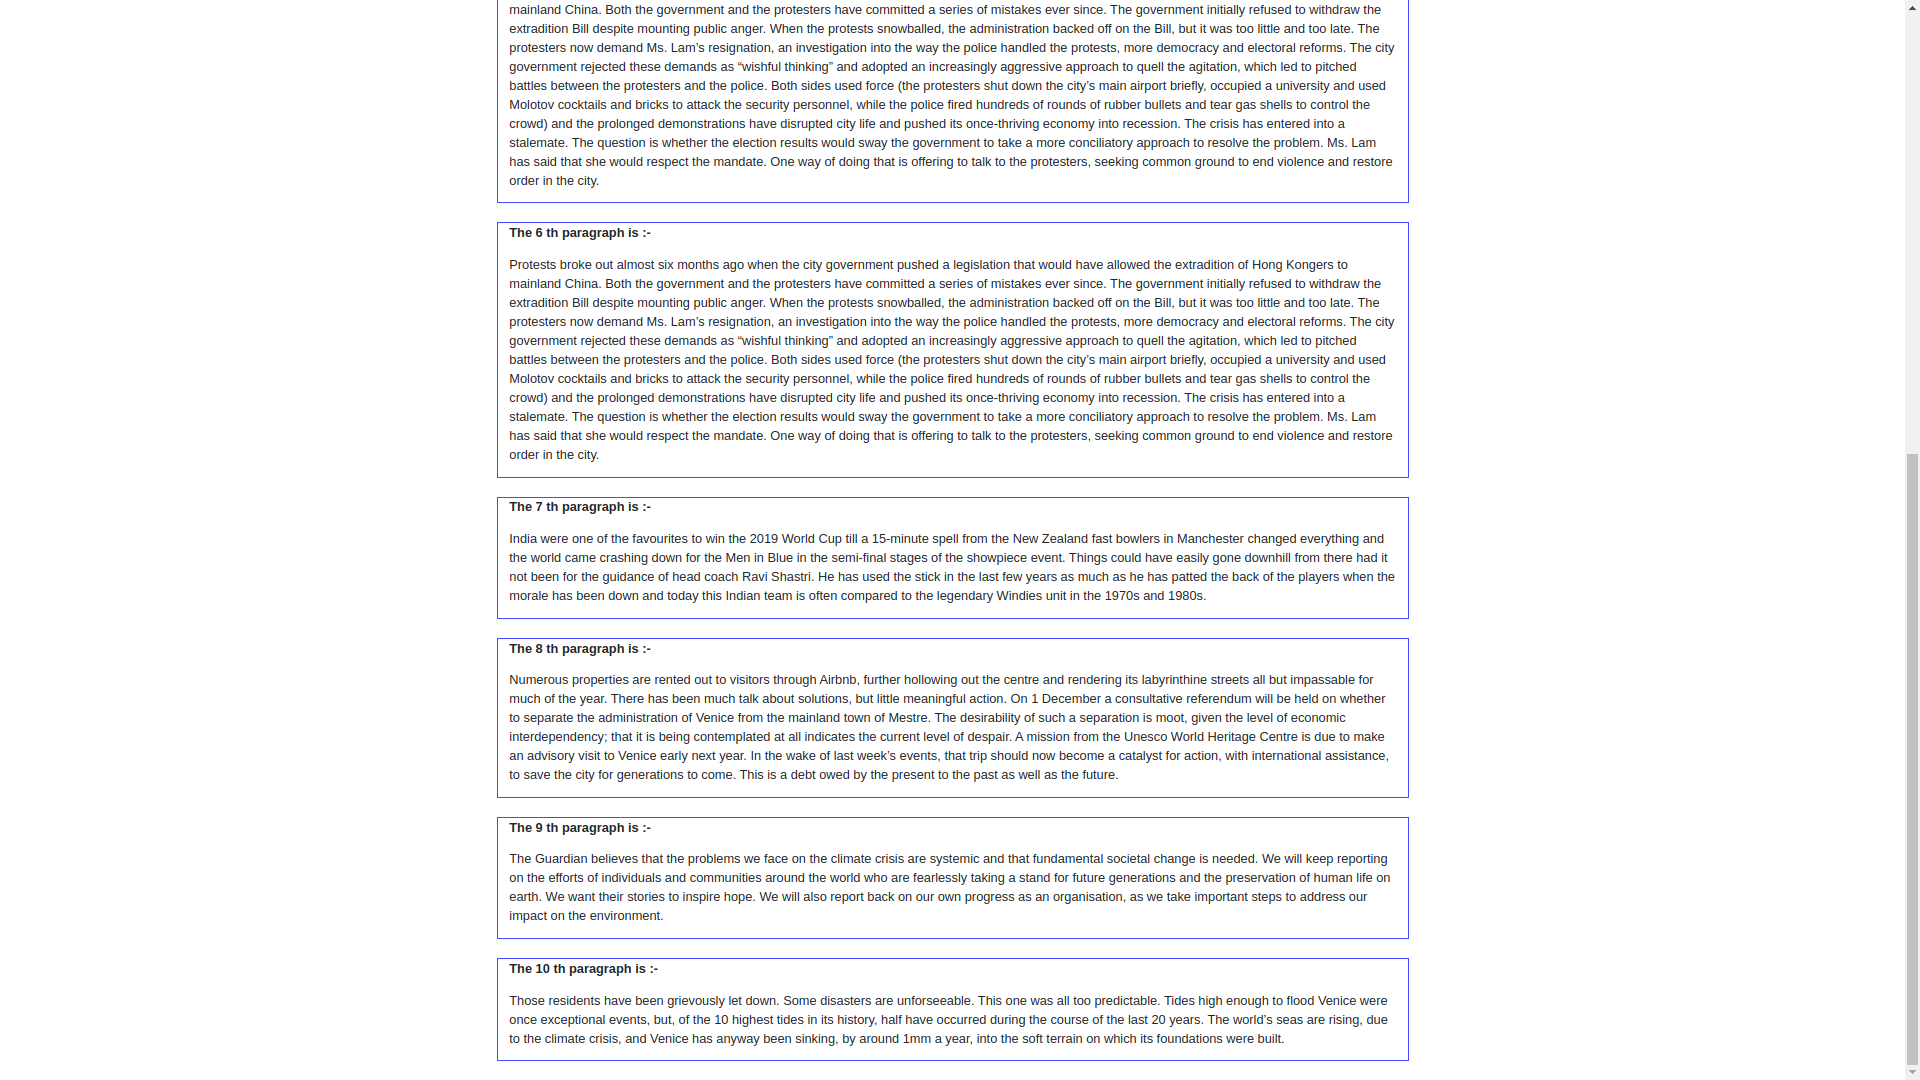 mainland China. Both the government and the protesters have committed a series of mistakes ever since. The government initially refused to withdraw the
extradition Bill despite mounting public anger. When the protests snowballed, the administration backed off on the Bill, but it was too little and too late. The
protesters now demand Ms. Lam’s resignation, an investigation into the way the police handled the protests, more democracy and electoral reforms. The city
government rejected these demands as “wishful thinking” and adopted an increasingly aggressive approach to quell the agitation, which led to pitched
battles between the protesters and the police. Both sides used force (the protesters shut down the city’s main airport briefly, occupied a university and used
Molotov cocktails and bricks to attack the security personnel, while the police fired hundreds of rounds of rubber bullets and tear gas shells to control the
crowd) and the prolonged demonstrations have disrupted city life and pushed its once-thriving economy into recession. The crisis has entered into a
stalemate. The question is whether the election results would sway the government to take a more conciliatory approach to resolve the problem. Ms. Lam
has said that she would respect the mandate. One way of doing that is offering to talk to the protesters, seeking common ground to end violence and restore
order in the city.
The 6 th paragraph is :-
Protests broke out almost six months ago when the city government pushed a legislation that would have allowed the extradition of Hong Kongers to
mainland China. Both the government and the protesters have committed a series of mistakes ever since. The government initially refused to withdraw the
extradition Bill despite mounting public anger. When the protests snowballed, the administration backed off on the Bill, but it was too little and too late. The
protesters now demand Ms. Lam’s resignation, an investigation into the way the police handled the protests, more democracy and electoral reforms. The city
government rejected these demands as “wishful thinking” and adopted an increasingly aggressive approach to quell the agitation, which led to pitched
battles between the protesters and the police. Both sides used force (the protesters shut down the city’s main airport briefly, occupied a university and used
Molotov cocktails and bricks to attack the security personnel, while the police fired hundreds of rounds of rubber bullets and tear gas shells to control the
crowd) and the prolonged demonstrations have disrupted city life and pushed its once-thriving economy into recession. The crisis has entered into a
stalemate. The question is whether the election results would sway the government to take a more conciliatory approach to resolve the problem. Ms. Lam
has said that she would respect the mandate. One way of doing that is offering to talk to the protesters, seeking common ground to end violence and restore
order in the city.
The 7 th paragraph is :-
India were one of the favourites to win the 2019 World Cup till a 15-minute spell from the New Zealand fast bowlers in Manchester changed everything and
the world came crashing down for the Men in Blue in the semi-final stages of the showpiece event. Things could have easily gone downhill from there had it
not been for the guidance of head coach Ravi Shastri. He has used the stick in the last few years as much as he has patted the back of the players when the
morale has been down and today this Indian team is often compared to the legendary Windies unit in the 1970s and 1980s.
The 8 th paragraph is :-
Numerous properties are rented out to visitors through Airbnb, further hollowing out the centre and rendering its labyrinthine streets all but impassable for
much of the year. There has been much talk about solutions, but little meaningful action. On 1 December a consultative referendum will be held on whether
to separate the administration of Venice from the mainland town of Mestre. The desirability of such a separation is moot, given the level of economic
interdependency; that it is being contemplated at all indicates the current level of despair. A mission from the Unesco World Heritage Centre is due to make
an advisory visit to Venice early next year. In the wake of last week’s events, that trip should now become a catalyst for action, with international assistance,
to save the city for generations to come. This is a debt owed by the present to the past as well as the future.
The 9 th paragraph is :-
The Guardian believes that the problems we face on the climate crisis are systemic and that fundamental societal change is needed. We will keep reporting
on the efforts of individuals and communities around the world who are fearlessly taking a stand for future generations and the preservation of human life on
earth. We want their stories to inspire hope. We will also report back on our own progress as an organisation, as we take important steps to address our
impact on the environment.
The 10 th paragraph is :-
Those residents have been grievously let down. Some disasters are unforseeable. This one was all too predictable. Tides high enough to flood Venice were
once exceptional events, but, of the 10 highest tides in its history, half have occurred during the course of the last 20 years. The world’s seas are rising, due
to the climate crisis, and Venice has anyway been sinking, by around 1mm a year, into the soft terrain on which its foundations were built.